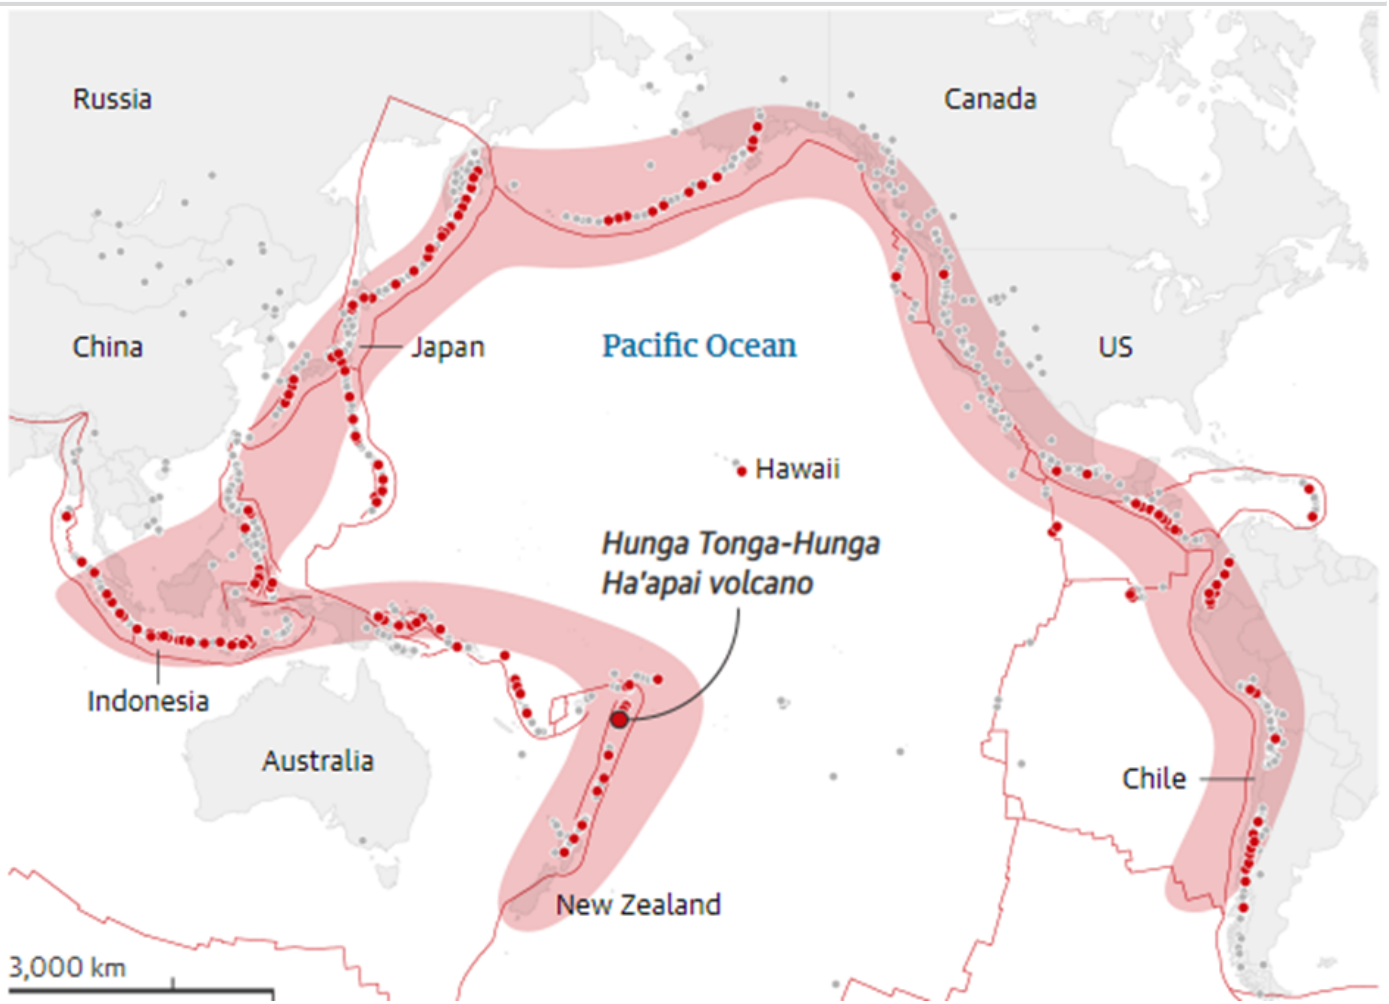 Russia
Canada
China
Japan
Pacific Ocean
US
Hawaii
Hunga Tonga-Hunga
Ha'apai volcano
Indonesia
Australia
Chile
New Zealand
3,000 km